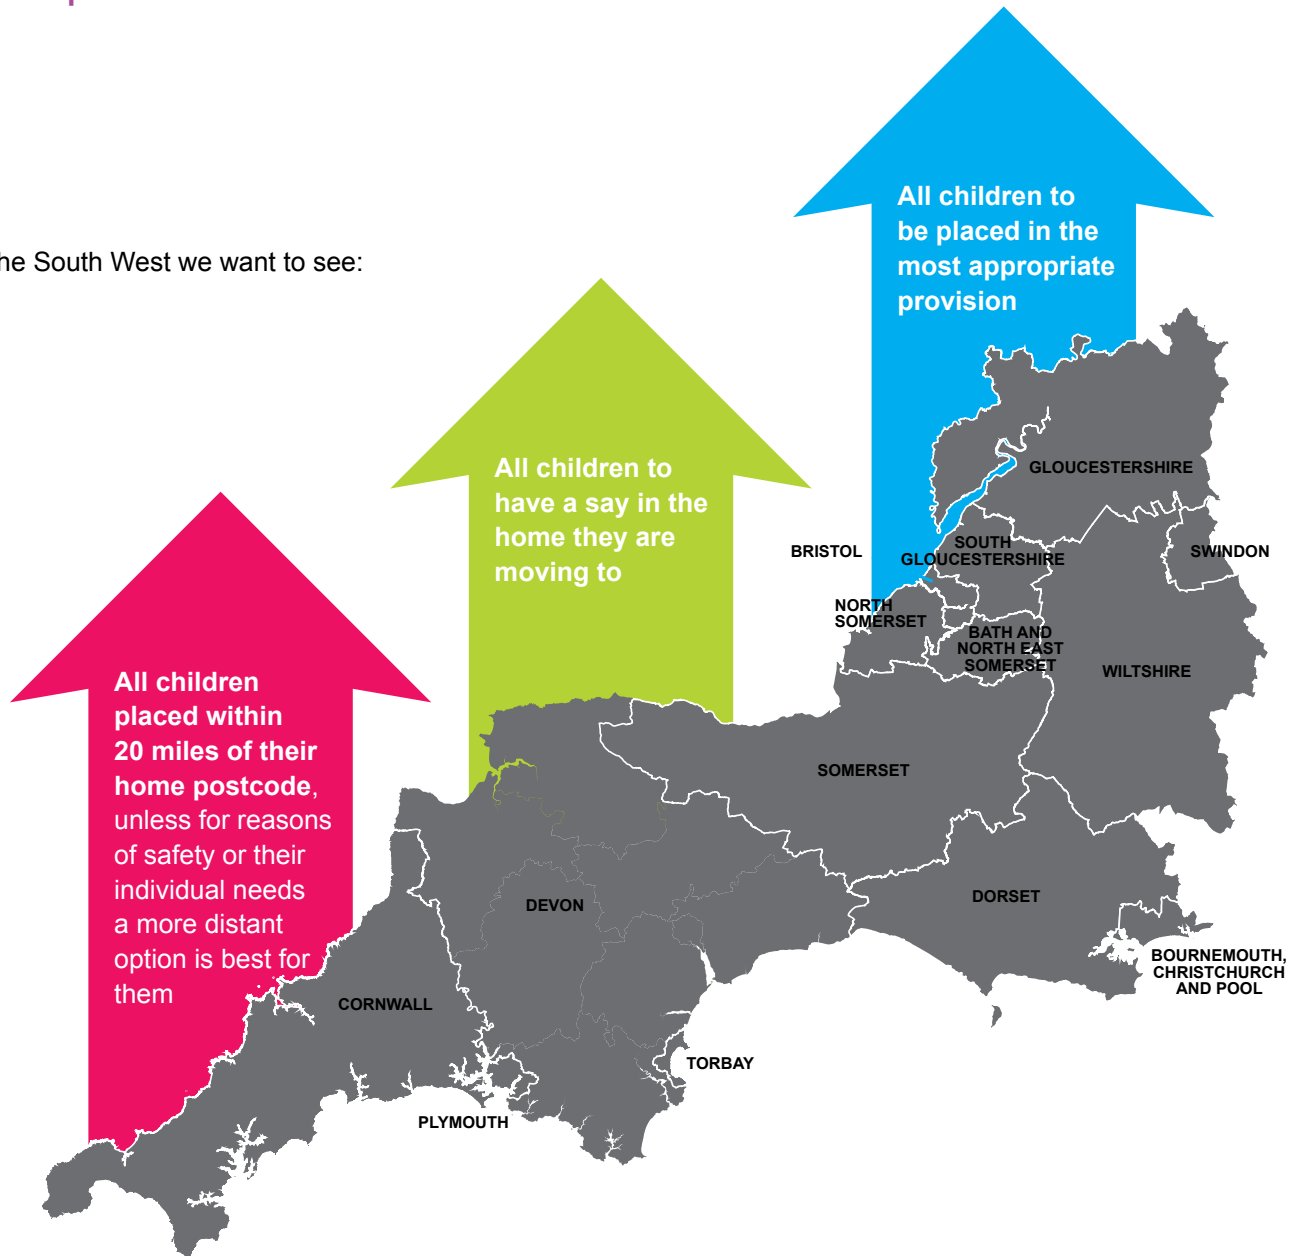 he South West we want to see:
All children to
be placed in the
most appropriate
provision
All children to
have a say in the
home they are
moving to
All children
placed within
20 miles of their
home postcode,
unless for reasons
of safety or their
individual needs
a more distant
option is best for
them
GLOUCESTERSHIRE
BRISTOL
SOUTH
GLOUCESTERSHIRE
SWINDON
NORTH
SOMERSET
BATH AND
NORTH EAST
SOMERSET
WILTSHIRE
SOMERSET
DORSET
DEVON
BOURNEMOUTH,
CHRISTCHURCH
AND POOL
CORNWALL
TORBAY
PLYMOUTH